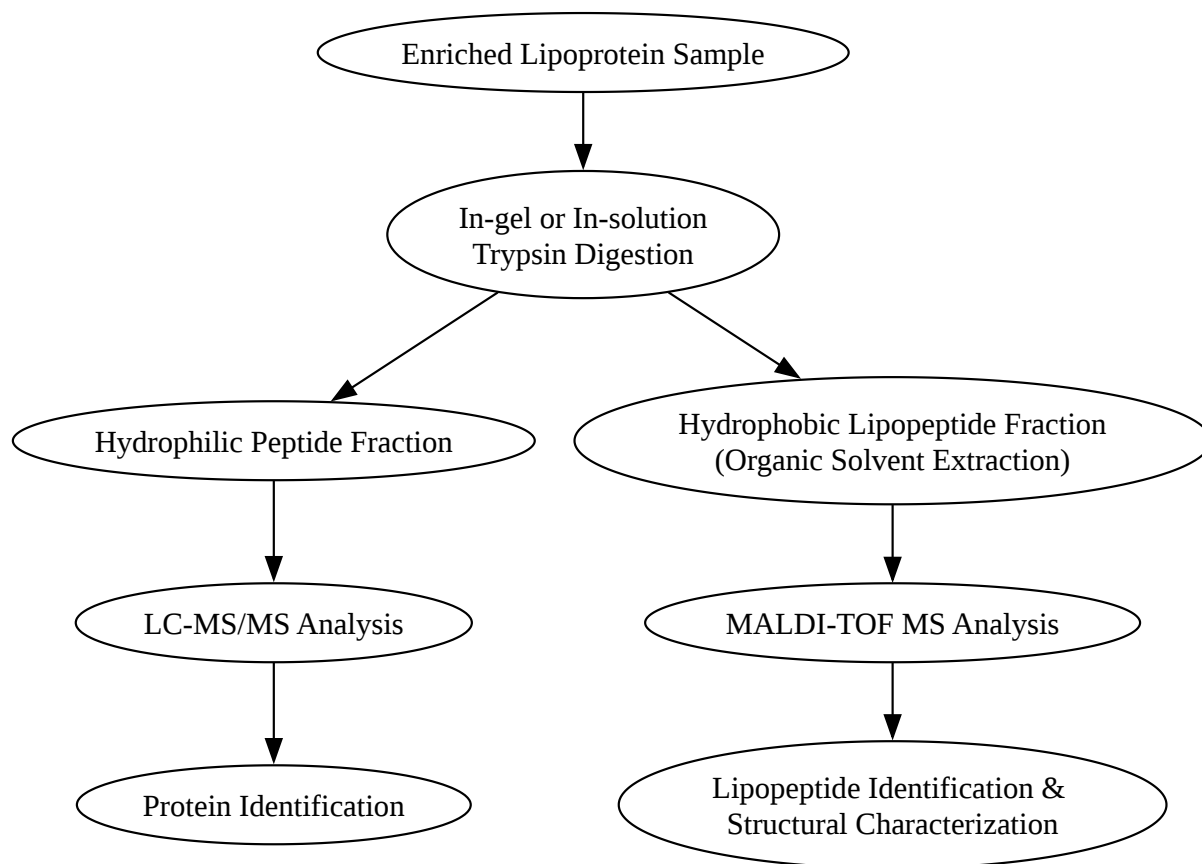 Enriched Lipoprotein Sample
In-gel or In-solution
Trypsin Digestion
Hydrophilic Peptide Fraction
Hydrophobic Lipopeptide Fraction
(Organic Solvent Extraction)
LC-MS/MS Analysis
MALDI-TOF MS Analysis
Protein Identification
Lipopeptide Identification &
Structural Characterization